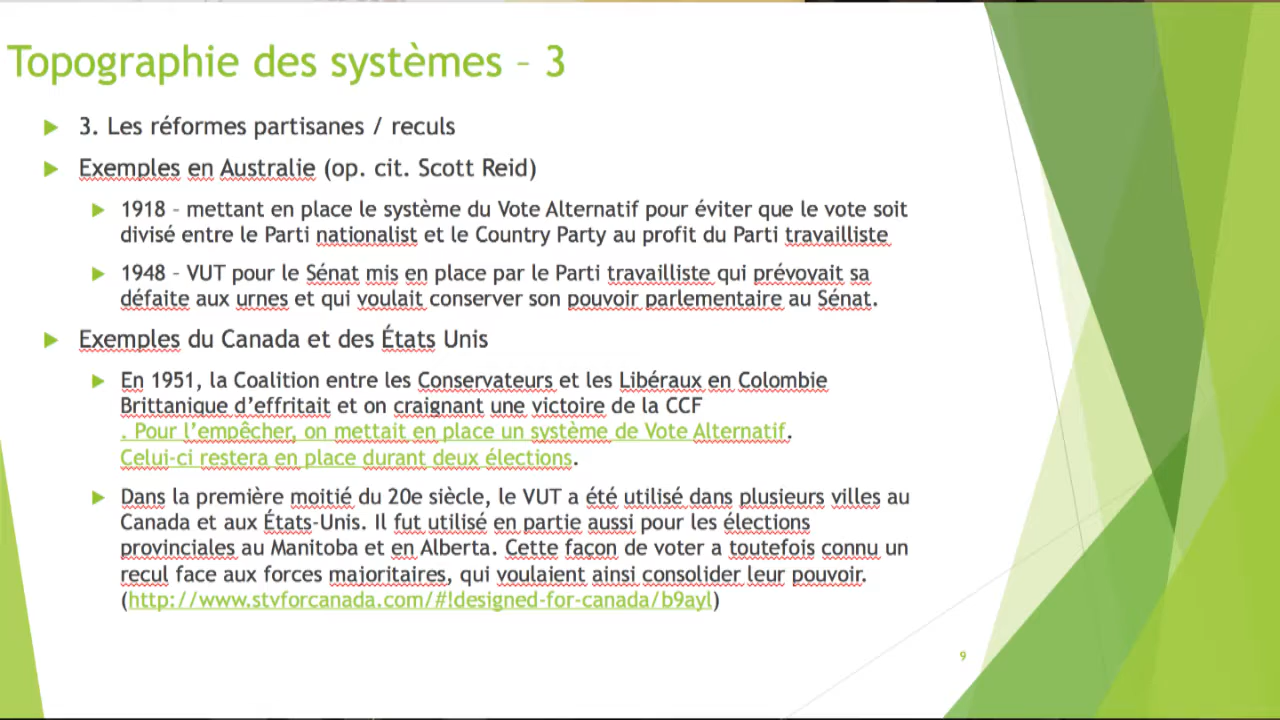 Topographie des systèmes – 3
3. Les réformes partisanes / reculs
Exemples en Australie (op. cit. Scott Reid)
1918 – mettant en place le système du Vote Alternatif pour éviter que le vote soit
divisé entre le Parti nationalist et le Country Party au profit du Parti travailliste
1948 – VUT pour le Sénat mis en place par le Parti travailliste qui prévoyait sa
défaite aux urnes et qui voulait conserver son pouvoir parlementaire au Sénat.
Exemples du Canada et des États Unis
En 1951, la Coalition entre les Conservateurs et les Libéraux en Colombie
Brittanique d’effritait et on craignant une victoire de la CCF
. Pour l’empêcher, on mettait en place un système de Vote Alternatif.
Celui-ci restera en place durant deux élections.
Dans la première moitié du 20e siècle, le VUT a été utilisé dans plusieurs villes au
Canada et aux États-Unis. Il fut utilisé en partie aussi pour les élections
provinciales au Manitoba et en Alberta. Cette façon de voter a toutefois connu un
recul face aux forces majoritaires, qui voulaient ainsi consolider leur pouvoir.
(http://www.stvforcanada.com/#!designed-for-canada/b9ayl)
9